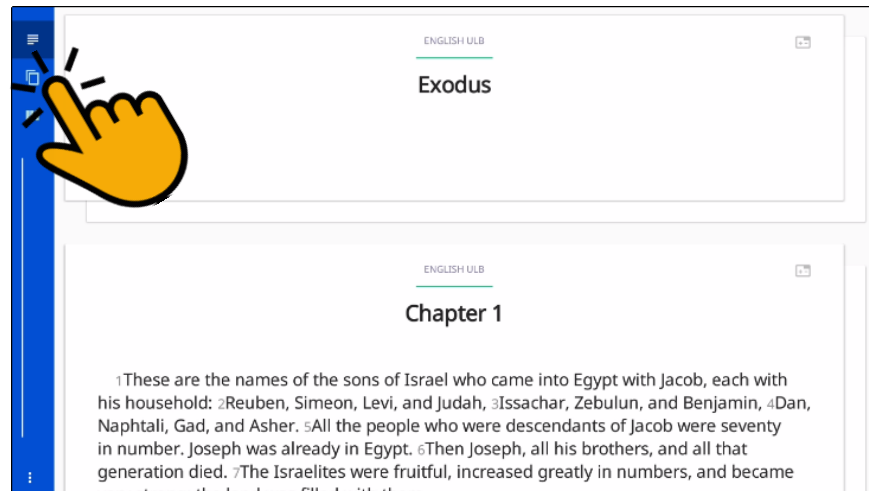 ENGLISH ULB
Exodus
ENGLISH ULB
Chapter 1
1These are the names of the sons of Israel who came into Egypt with Jacob, each with
his household: 2Reuben, Simeon, Levi, and Judah, 3Issachar, Zebulun, and Benjamin, 4Dan,
Naphtali, Gad, and Asher. 5All the people who were descendants of Jacob were seventy
in number. Joseph was already in Egypt. 6Then Joseph, all his brothers, and all that
generation died. 7The Israelites were fruitful, increased greatly in numbers, and became